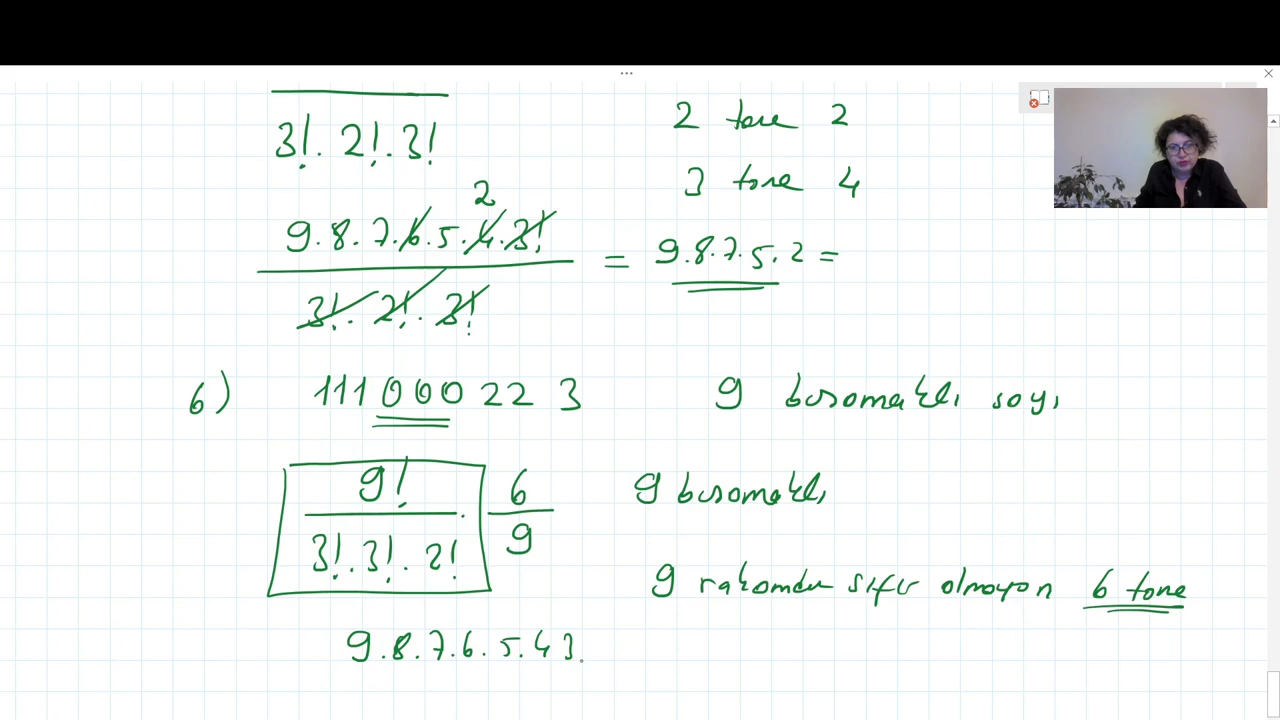 3! . 2! . 3!
2 tane 2
3 tane 4
2
9.8.7.6.5.4.3!
3! . 2! . 3!
= 9.8.7.5.2 =
6) 111 000 22 3
9 basamaklı sayı
9!
3! . 3! . 2!
. 6
9
9 basamaklı
9 rakamdan sıfır olmayan 6 tane
9.8.7.6.5.4 3.